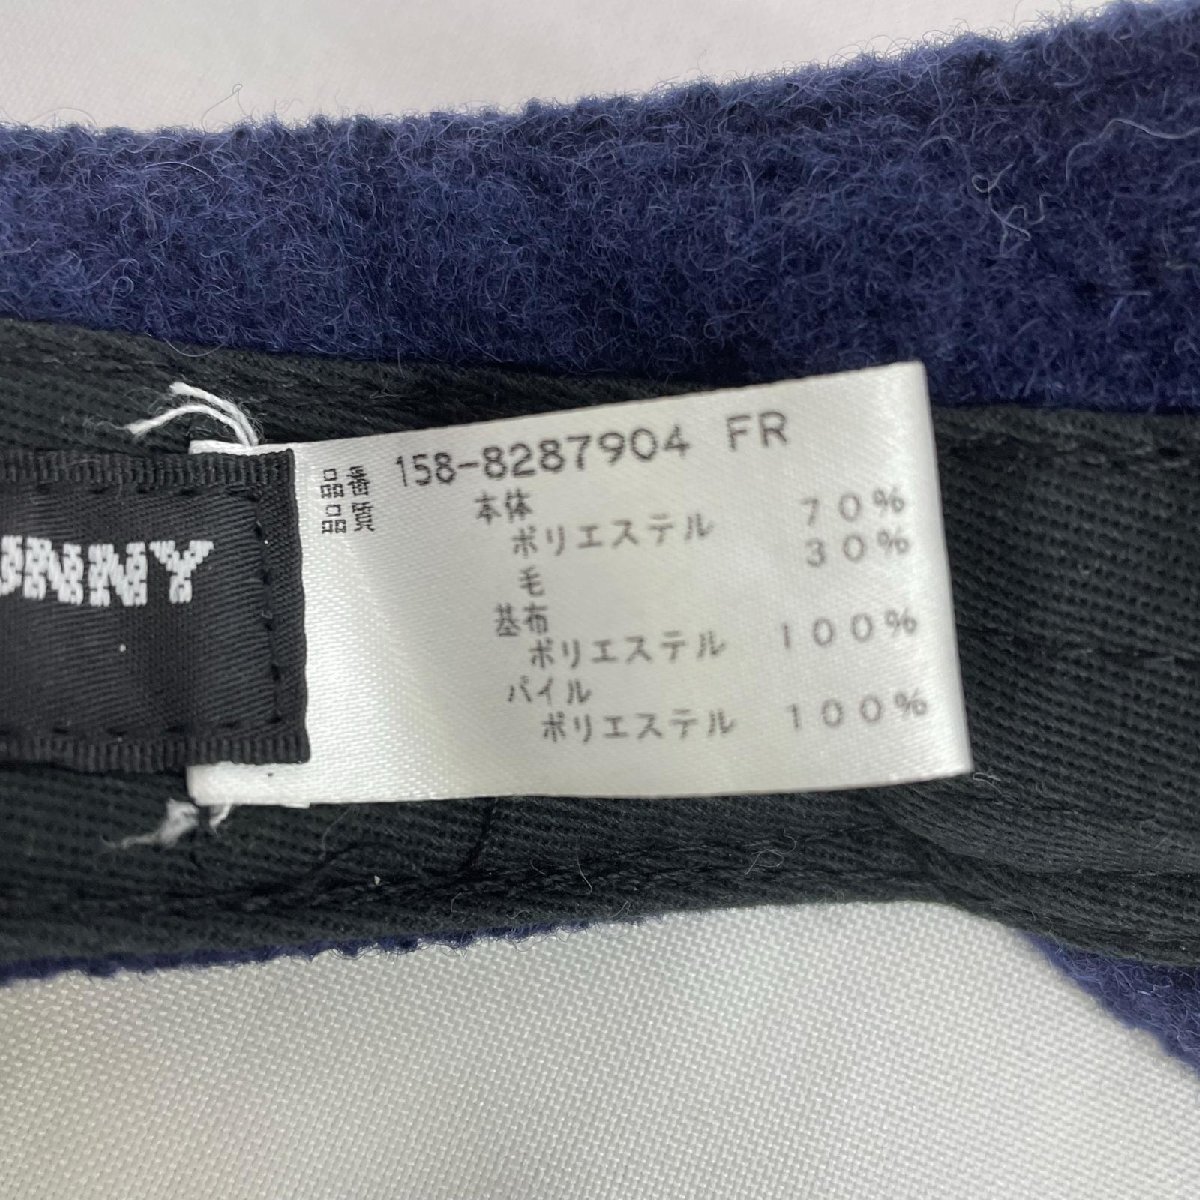 UNNY
品番 158-8287904 FR
品質 本体
ポリエステル 70%
毛 30%
基布
ポリエステル 100%
パイル
ポリエステル 100%